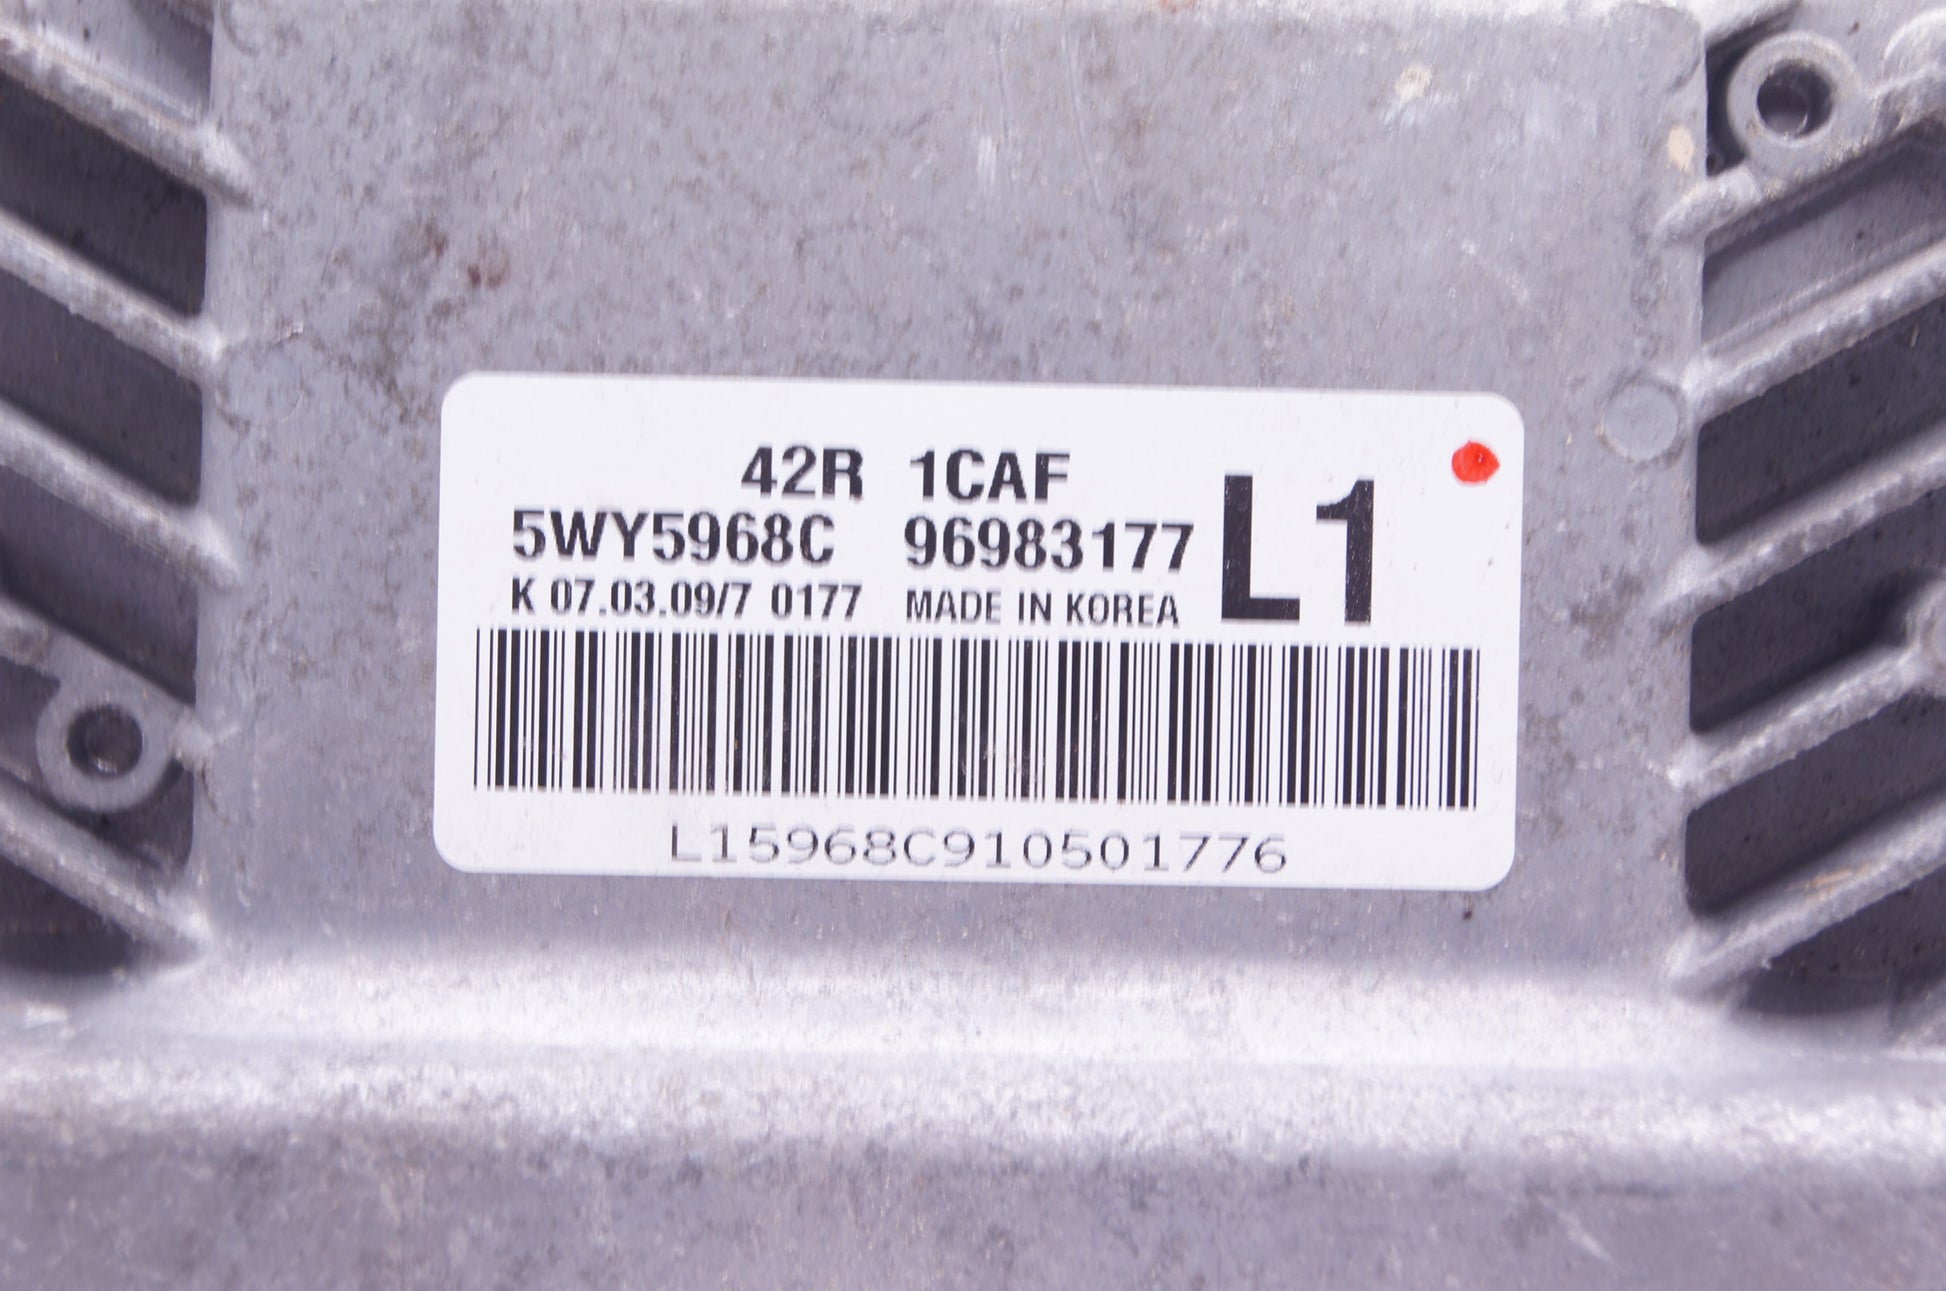 42R 1CAF
5WY5968C 96983177 L1
K 07.03.09/7 0177 MADE IN KOREA
L15968C910501776